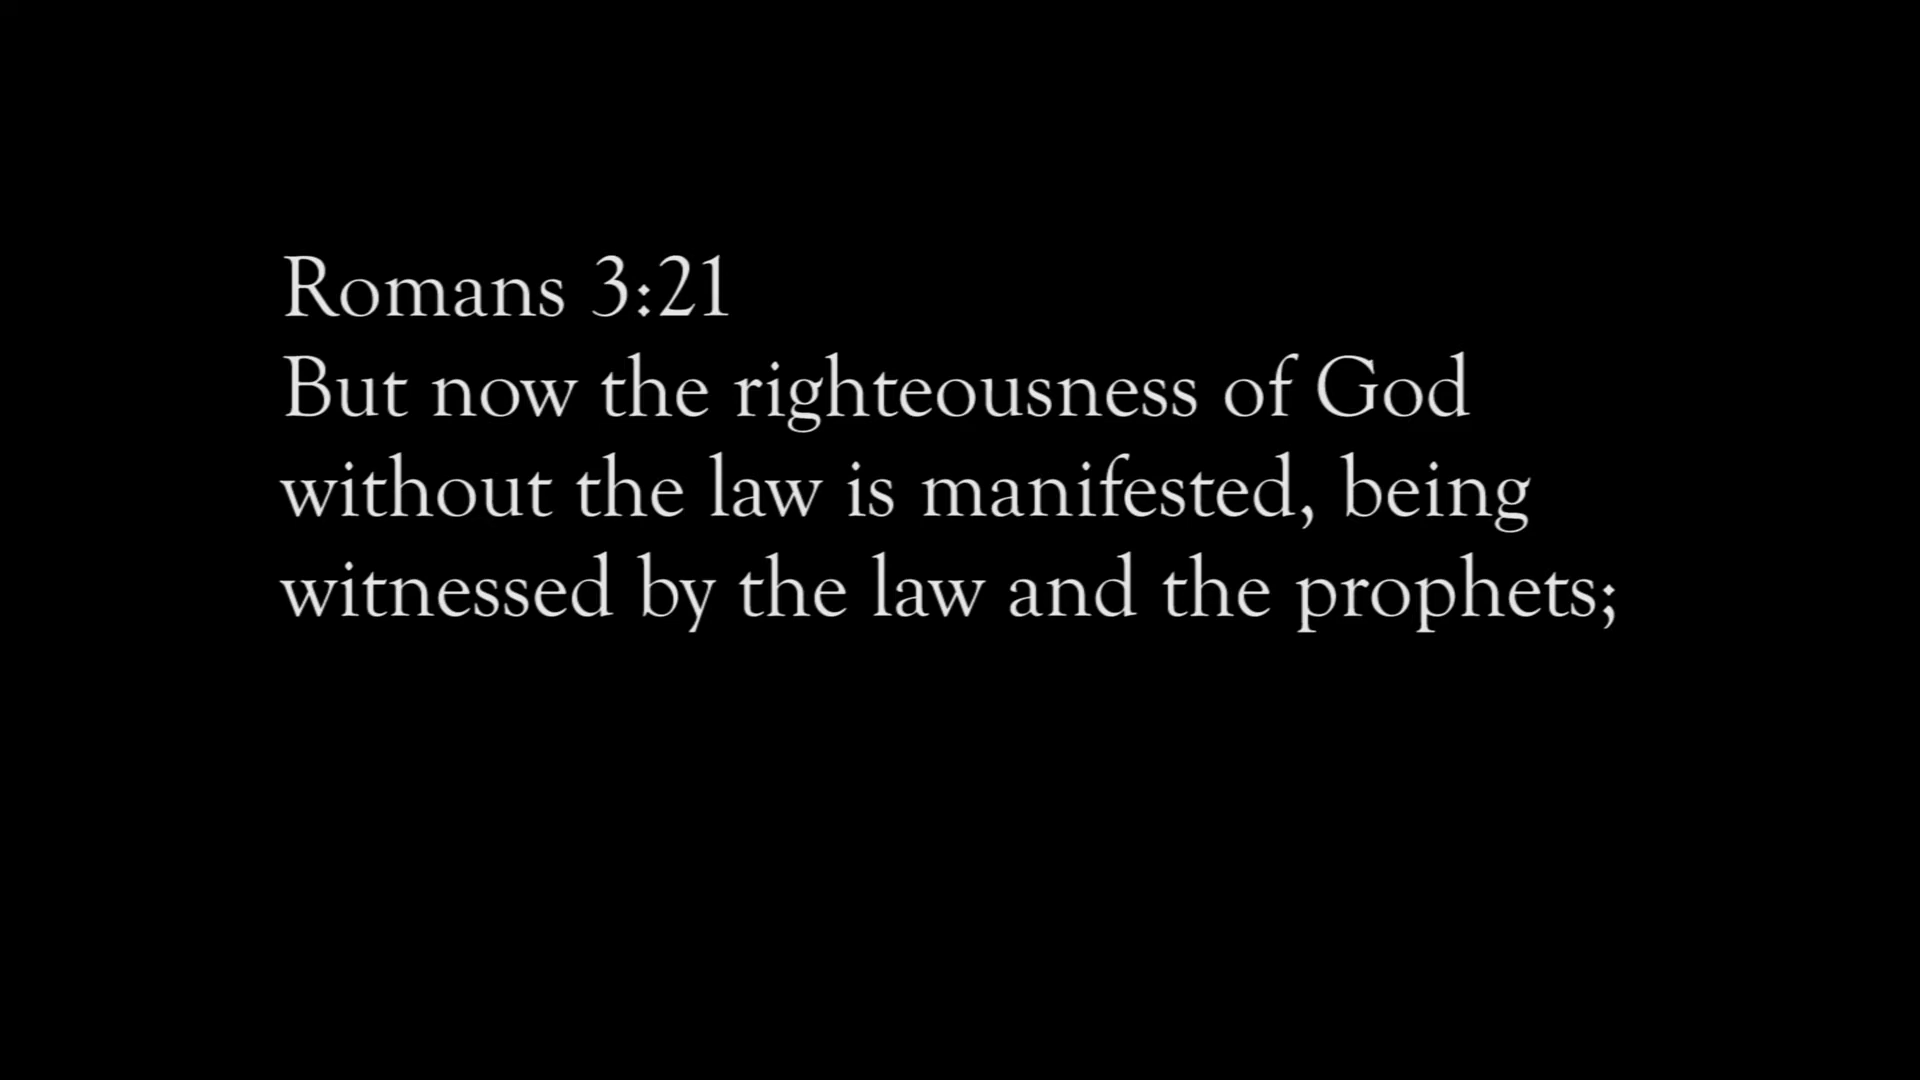 Romans 3:21
But now the righteousness of God
without the law is manifested, being
witnessed by the law and the prophets;